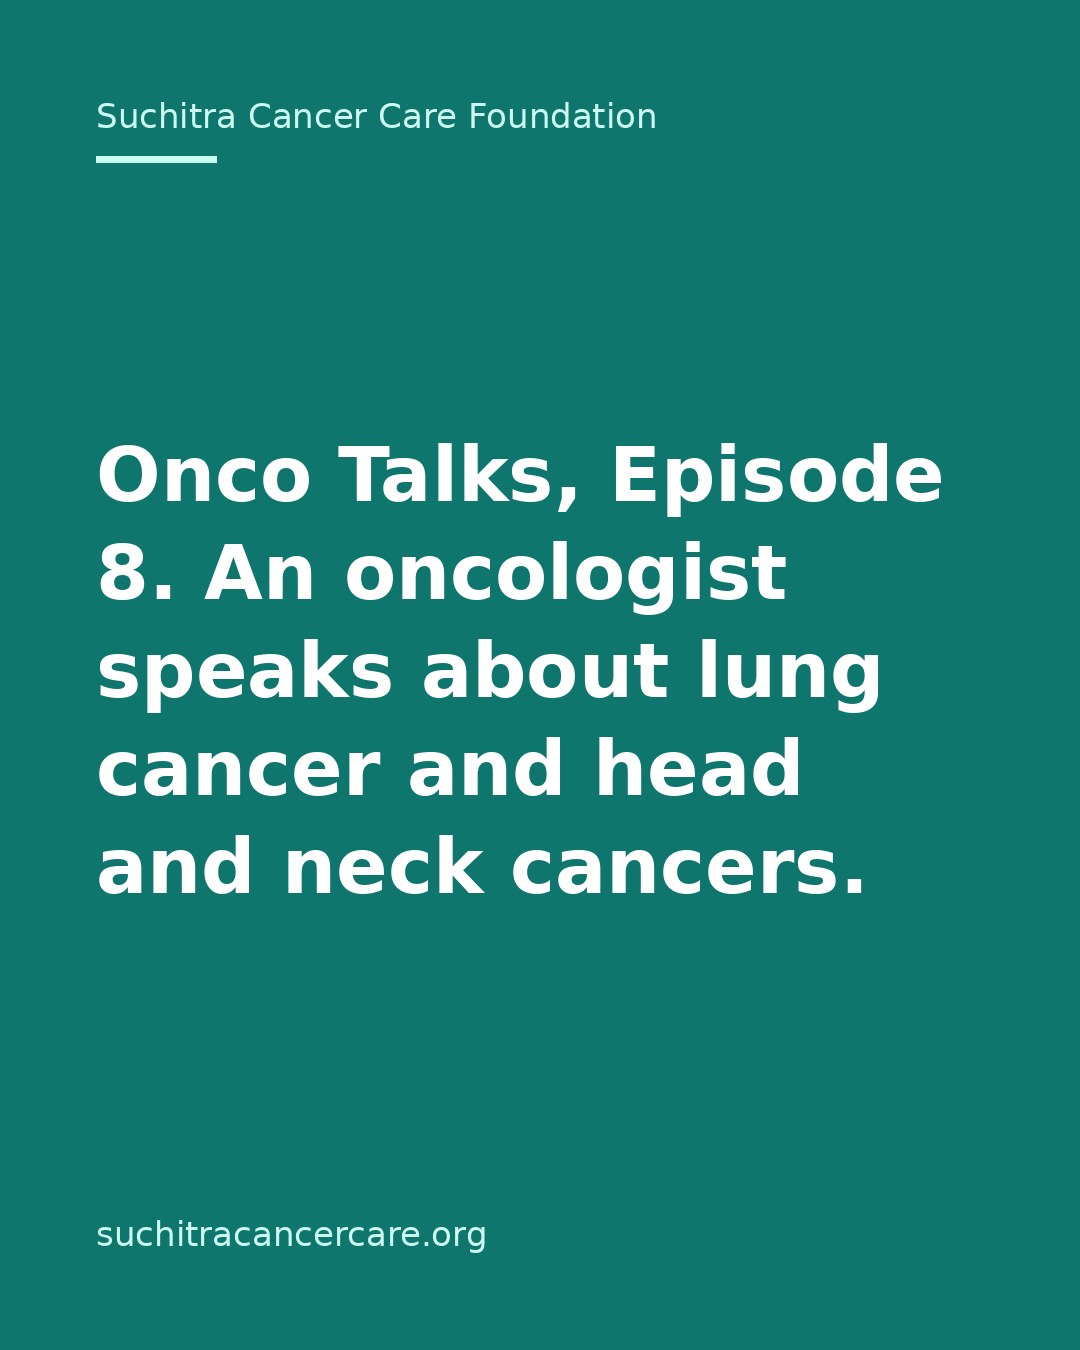 Suchitra Cancer Care Foundation
Onco Talks, Episode
8. An oncologist
speaks about lung
cancer and head
and neck cancers.
suchitracancercare.org